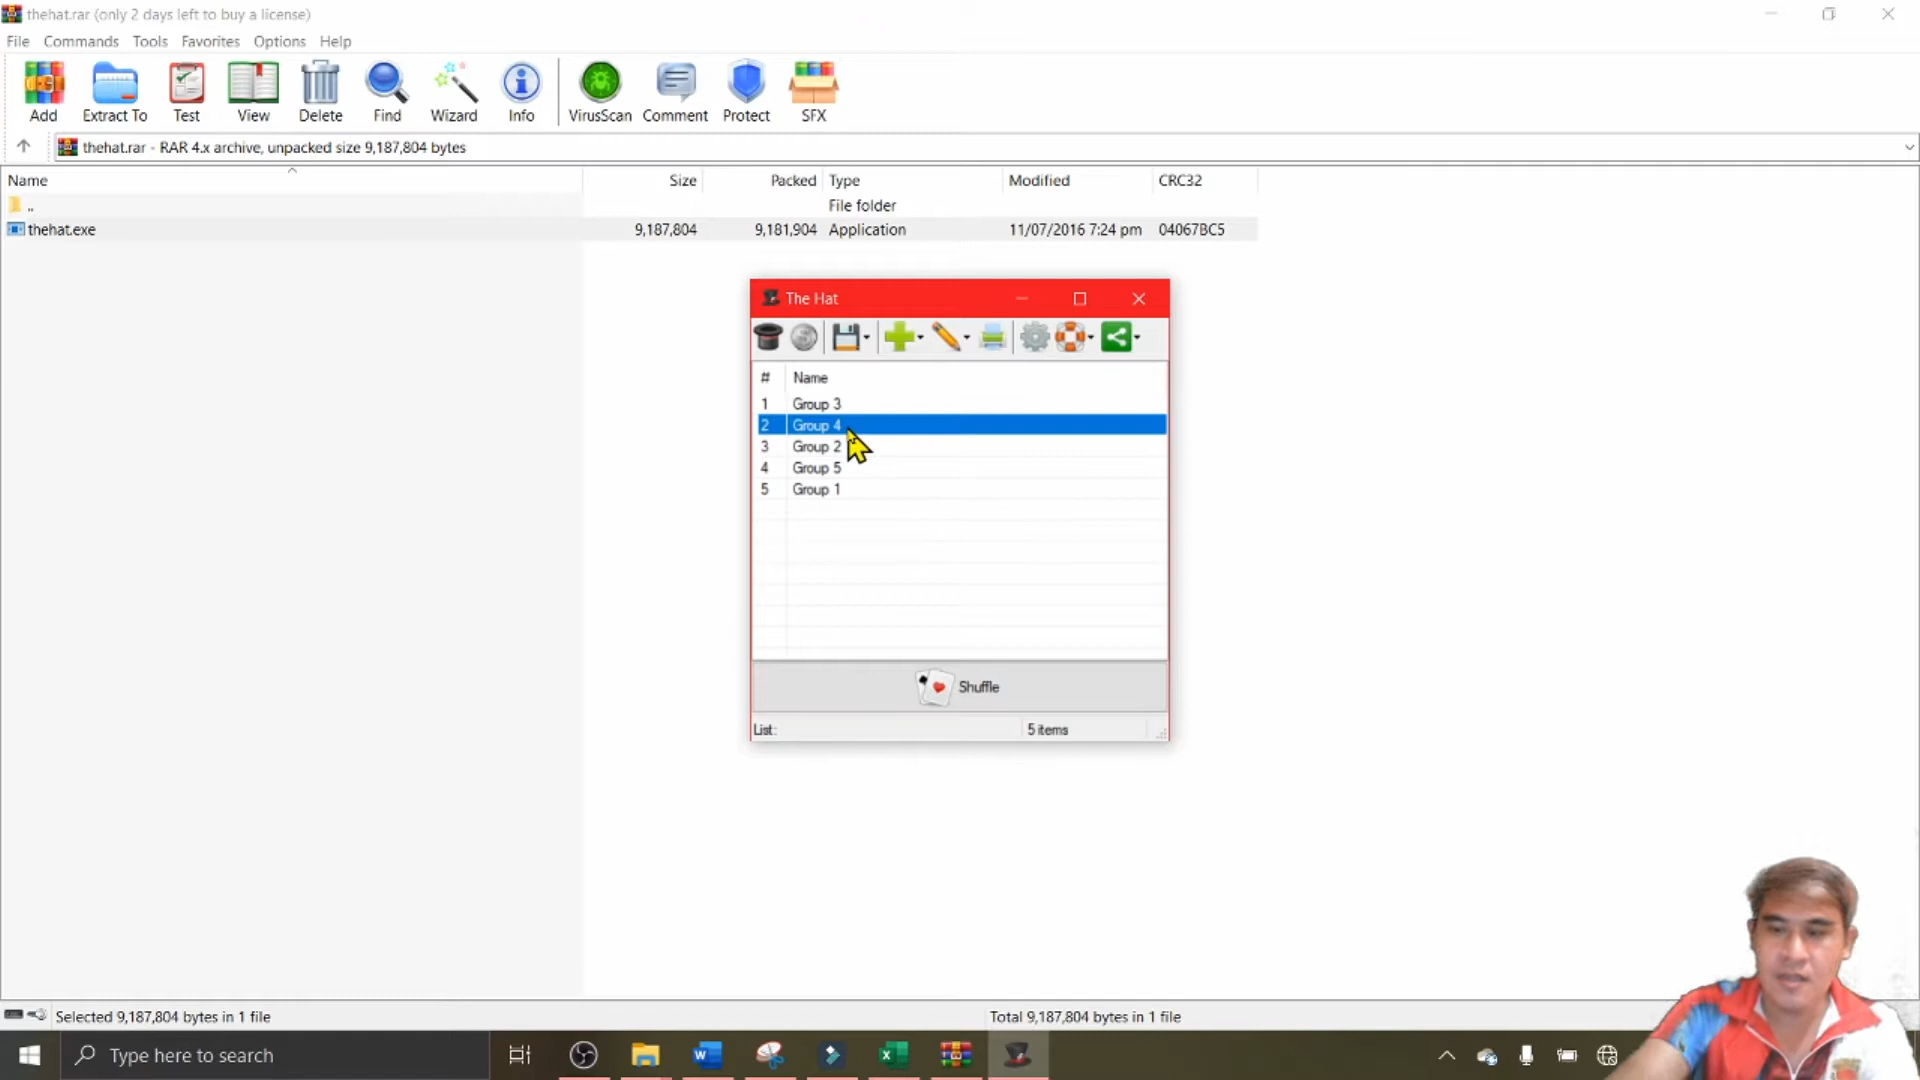 thehat.rar (only 2 days left to buy a license)
File Commands Tools Favorites Options Help
Add Extract To Test View Delete Find Wizard Info VirusScan Comment Protect SFX
thehat.rar - RAR 4.x archive, unpacked size 9,187,804 bytes
Name Size Packed Type Modified CRC32
.. File folder
thehat.exe 9,187,804 9,181,904 Application 11/07/2016 7:24 pm 04067BC5
The Hat
# Name
1 Group 3
2 Group 4
3 Group 2
4 Group 5
5 Group 1
Shuffle
List: 5 items
Selected 9,187,804 bytes in 1 file Total 9,187,804 bytes in 1 file
Type here to search